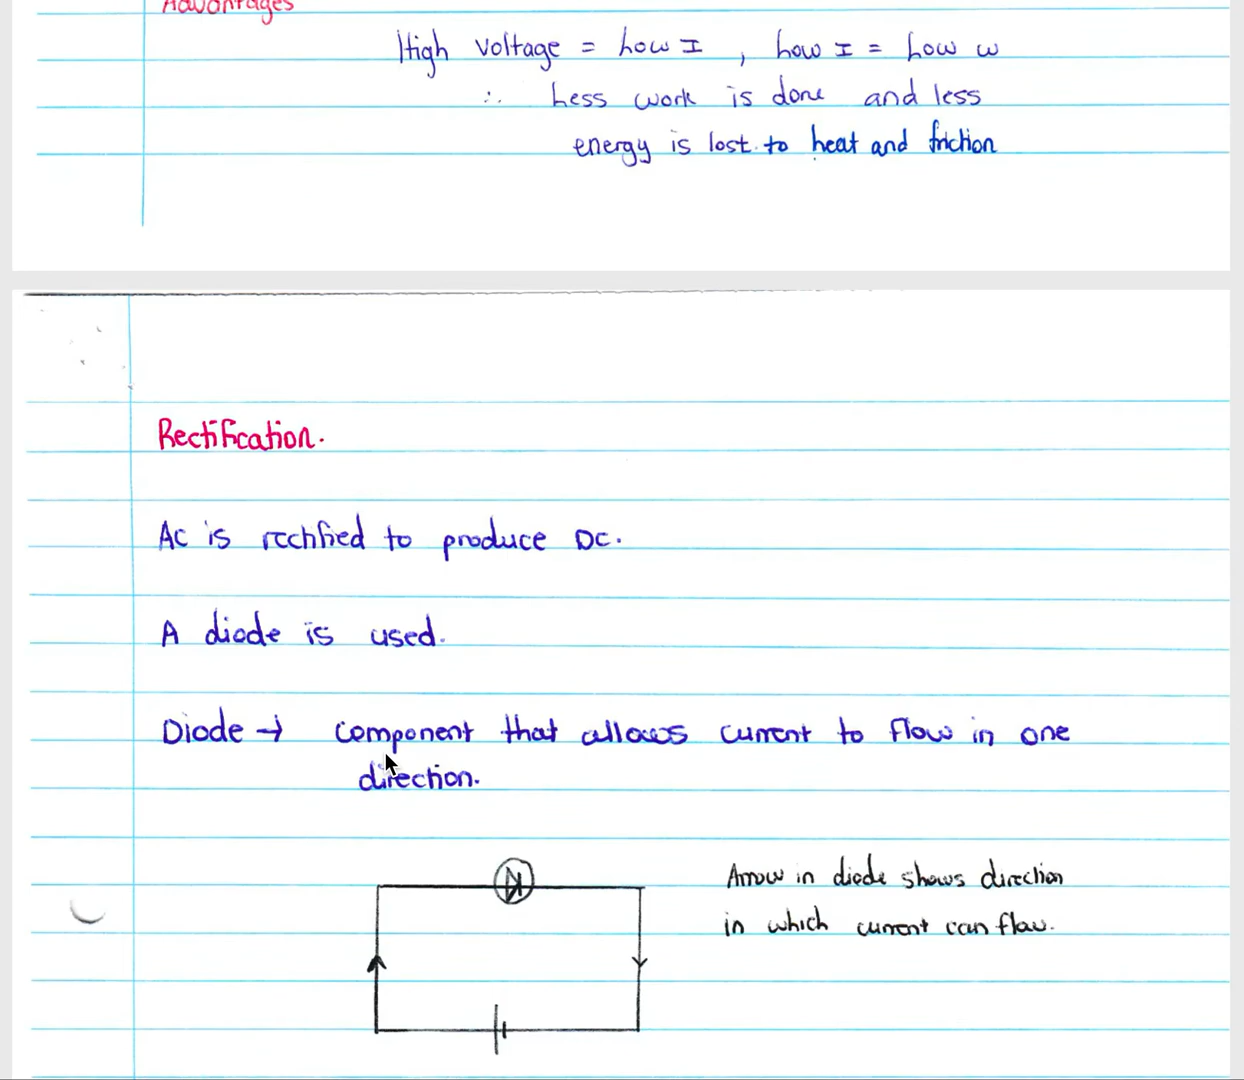 Advantages
High voltage = Low I , Low I = Low w
∴ Less work is done and less
energy is lost to heat and friction
Rectification.
AC is rectified to produce DC.
A diode is used.
Diode → component that allows current to flow in one
direction.
Arrow in diode shows direction
in which current can flow.